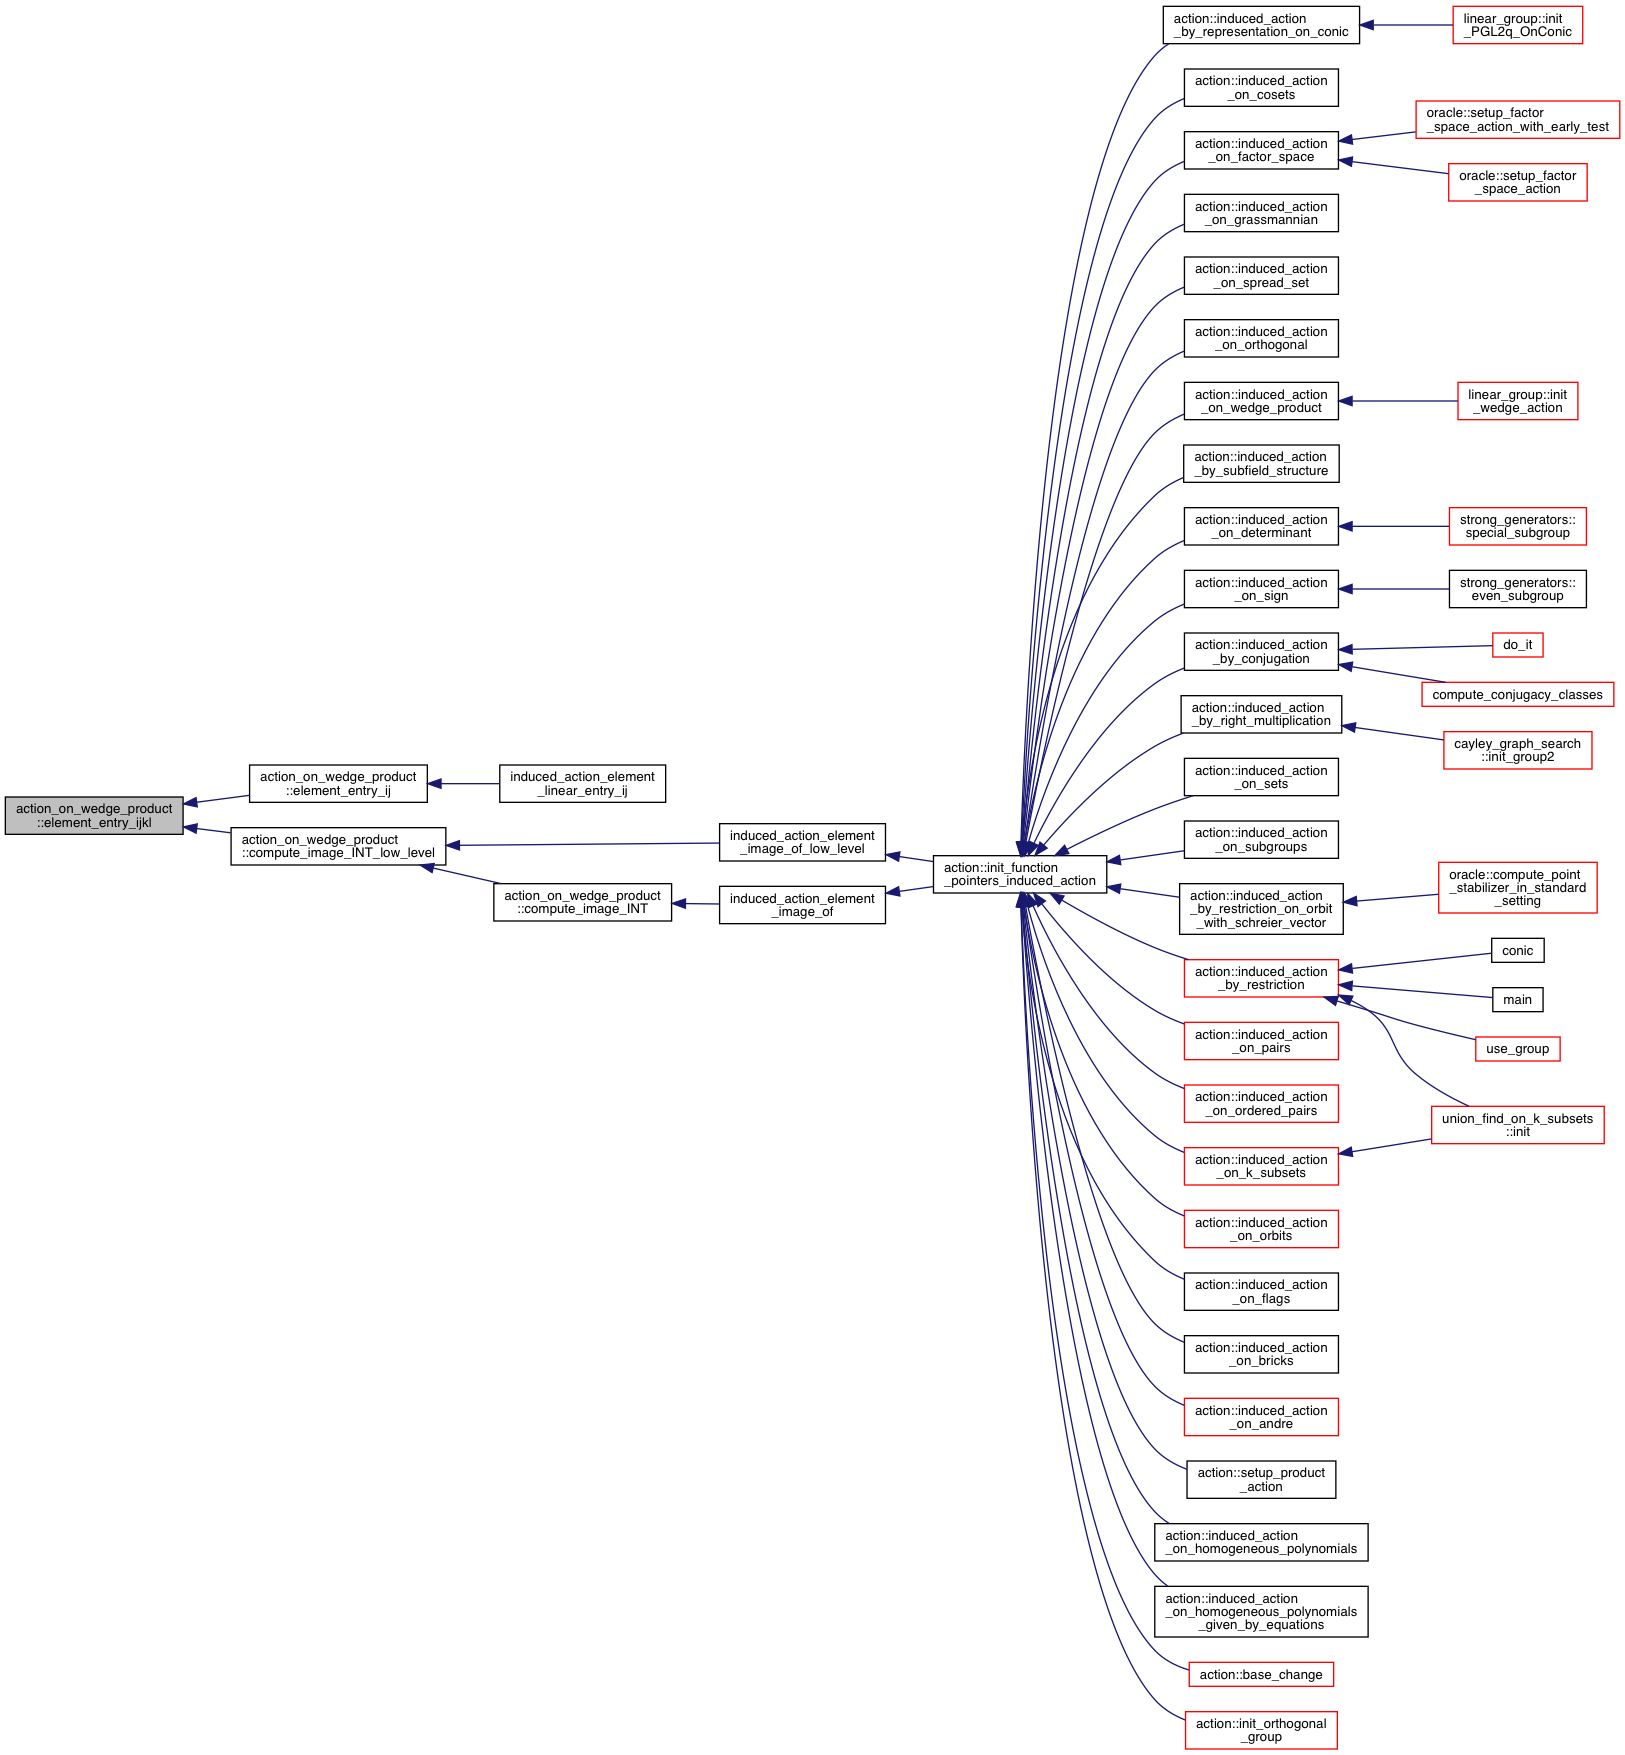 action_on_wedge_product
::element_entry_ijkl
action_on_wedge_product
::element_entry_ij
induced_action_element
_linear_entry_ij
action_on_wedge_product
::compute_image_INT_low_level
induced_action_element
_image_of_low_level
action_on_wedge_product
::compute_image_INT
induced_action_element
_image_of
action::init_function
_pointers_induced_action
action::induced_action
_by_representation_on_conic
linear_group::init
_PGL2q_OnConic
action::induced_action
_on_cosets
action::induced_action
_on_factor_space
oracle::setup_factor
_space_action_with_early_test
oracle::setup_factor
_space_action
action::induced_action
_on_grassmannian
action::induced_action
_on_spread_set
action::induced_action
_on_orthogonal
action::induced_action
_on_wedge_product
linear_group::init
_wedge_action
action::induced_action
_by_subfield_structure
action::induced_action
_on_determinant
strong_generators::
special_subgroup
action::induced_action
_on_sign
strong_generators::
even_subgroup
action::induced_action
_by_conjugation
do_it
compute_conjugacy_classes
action::induced_action
_by_right_multiplication
cayley_graph_search
::init_group2
action::induced_action
_on_sets
action::induced_action
_on_subgroups
action::induced_action
_by_restriction_on_orbit
_with_schreier_vector
oracle::compute_point
_stabilizer_in_standard
_setting
action::induced_action
_by_restriction
conic
main
use_group
union_find_on_k_subsets
::init
action::induced_action
_on_pairs
action::induced_action
_on_ordered_pairs
action::induced_action
_on_k_subsets
action::induced_action
_on_orbits
action::induced_action
_on_flags
action::induced_action
_on_bricks
action::induced_action
_on_andre
action::setup_product
_action
action::induced_action
_on_homogeneous_polynomials
action::induced_action
_on_homogeneous_polynomials
_given_by_equations
action::base_change
action::init_orthogonal
_group